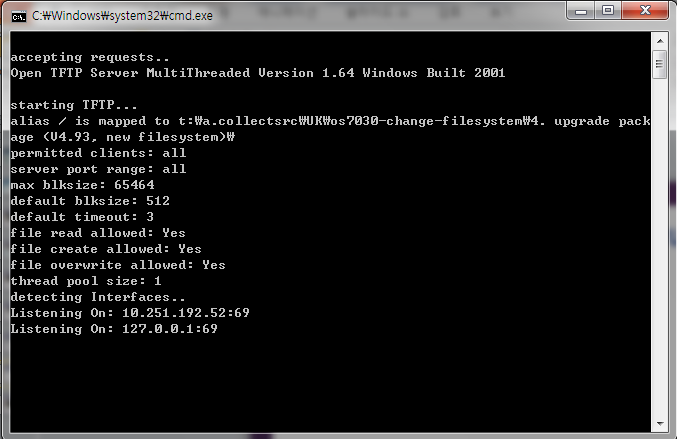 C:₩Windows₩system32₩cmd.exe
accepting requests..
Open TFTP Server MultiThreaded Version 1.64 Windows Built 2001
starting TFTP...
alias / is mapped to t:₩a.collectsrc₩UK₩os7030-change-filesystem₩4. upgrade pack
age (V4.93, new filesystem)₩
permitted clients: all
server port range: all
max blksize: 65464
default blksize: 512
default timeout: 3
file read allowed: Yes
file create allowed: Yes
file overwrite allowed: Yes
thread pool size: 1
detecting Interfaces..
Listening On: 10.251.192.52:69
Listening On: 127.0.0.1:69